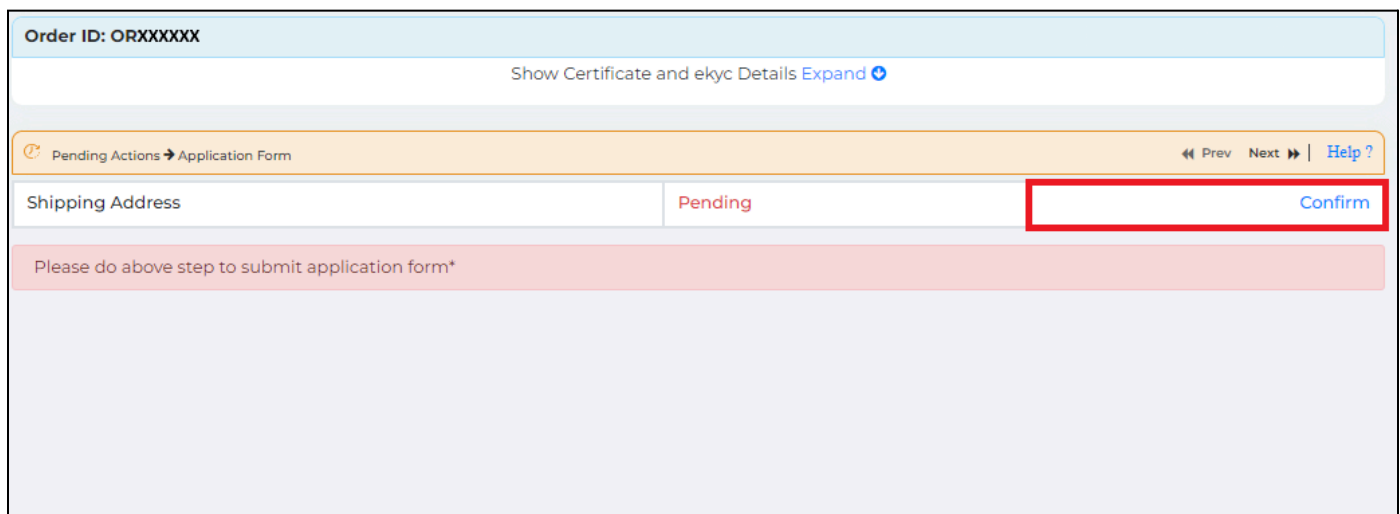 Order ID: ORXXXXXX
Show Certificate and ekyc Details Expand
Pending Actions → Application Form Prev Next | Help ?
Shipping Address Pending Confirm
Please do above step to submit application form*